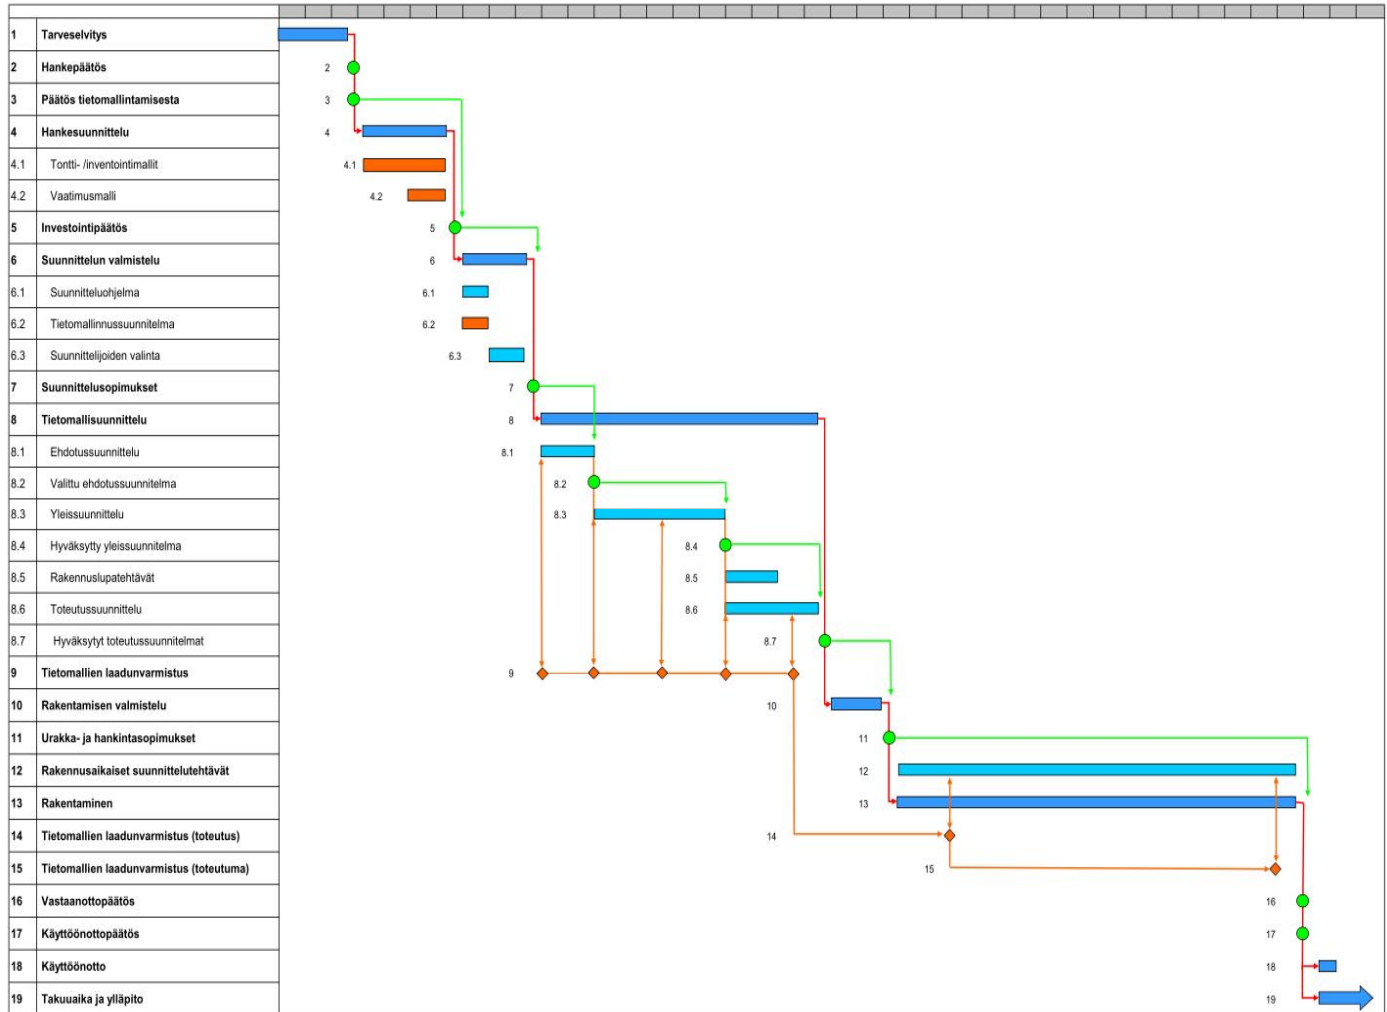 1 Tarveselvitys
2 Hankepäätös 2
3 Päätös tietomallintamisesta 3
4 Hankesuunnittelu 4
4.1 Tontti- /inventointimallit 4.1
4.2 Vaatimusmalli 4.2
5 Investointipäätös 5
6 Suunnittelun valmistelu 6
6.1 Suunnitteluohjelma 6.1
6.2 Tietomallinnussuunnitelma 6.2
6.3 Suunnittelijoiden valinta 6.3
7 Suunnittelusopimukset 7
8 Tietomallisuunnittelu 8
8.1 Ehdotussuunnittelu 8.1
8.2 Valittu ehdotussuunnitelma 8.2
8.3 Yleissuunnittelu 8.3
8.4 Hyväksytty yleissuunnitelma 8.4
8.5 Rakennuslupatehtävät 8.5
8.6 Toteutussuunnittelu 8.6
8.7 Hyväksytyt toteutussuunnitelmat 8.7
9 Tietomallien laadunvarmistus 9
10 Rakentamisen valmistelu 10
11 Urakka- ja hankintasopimukset 11
12 Rakennusaikaiset suunnittelutehtävät 12
13 Rakentaminen 13
14 Tietomallien laadunvarmistus (toteutus) 14
15 Tietomallien laadunvarmistus (toteutuma) 15
16 Vastaanottopäätös 16
17 Käyttöönottopäätös 17
18 Käyttöönotto 18
19 Takuuaika ja ylläpito 19